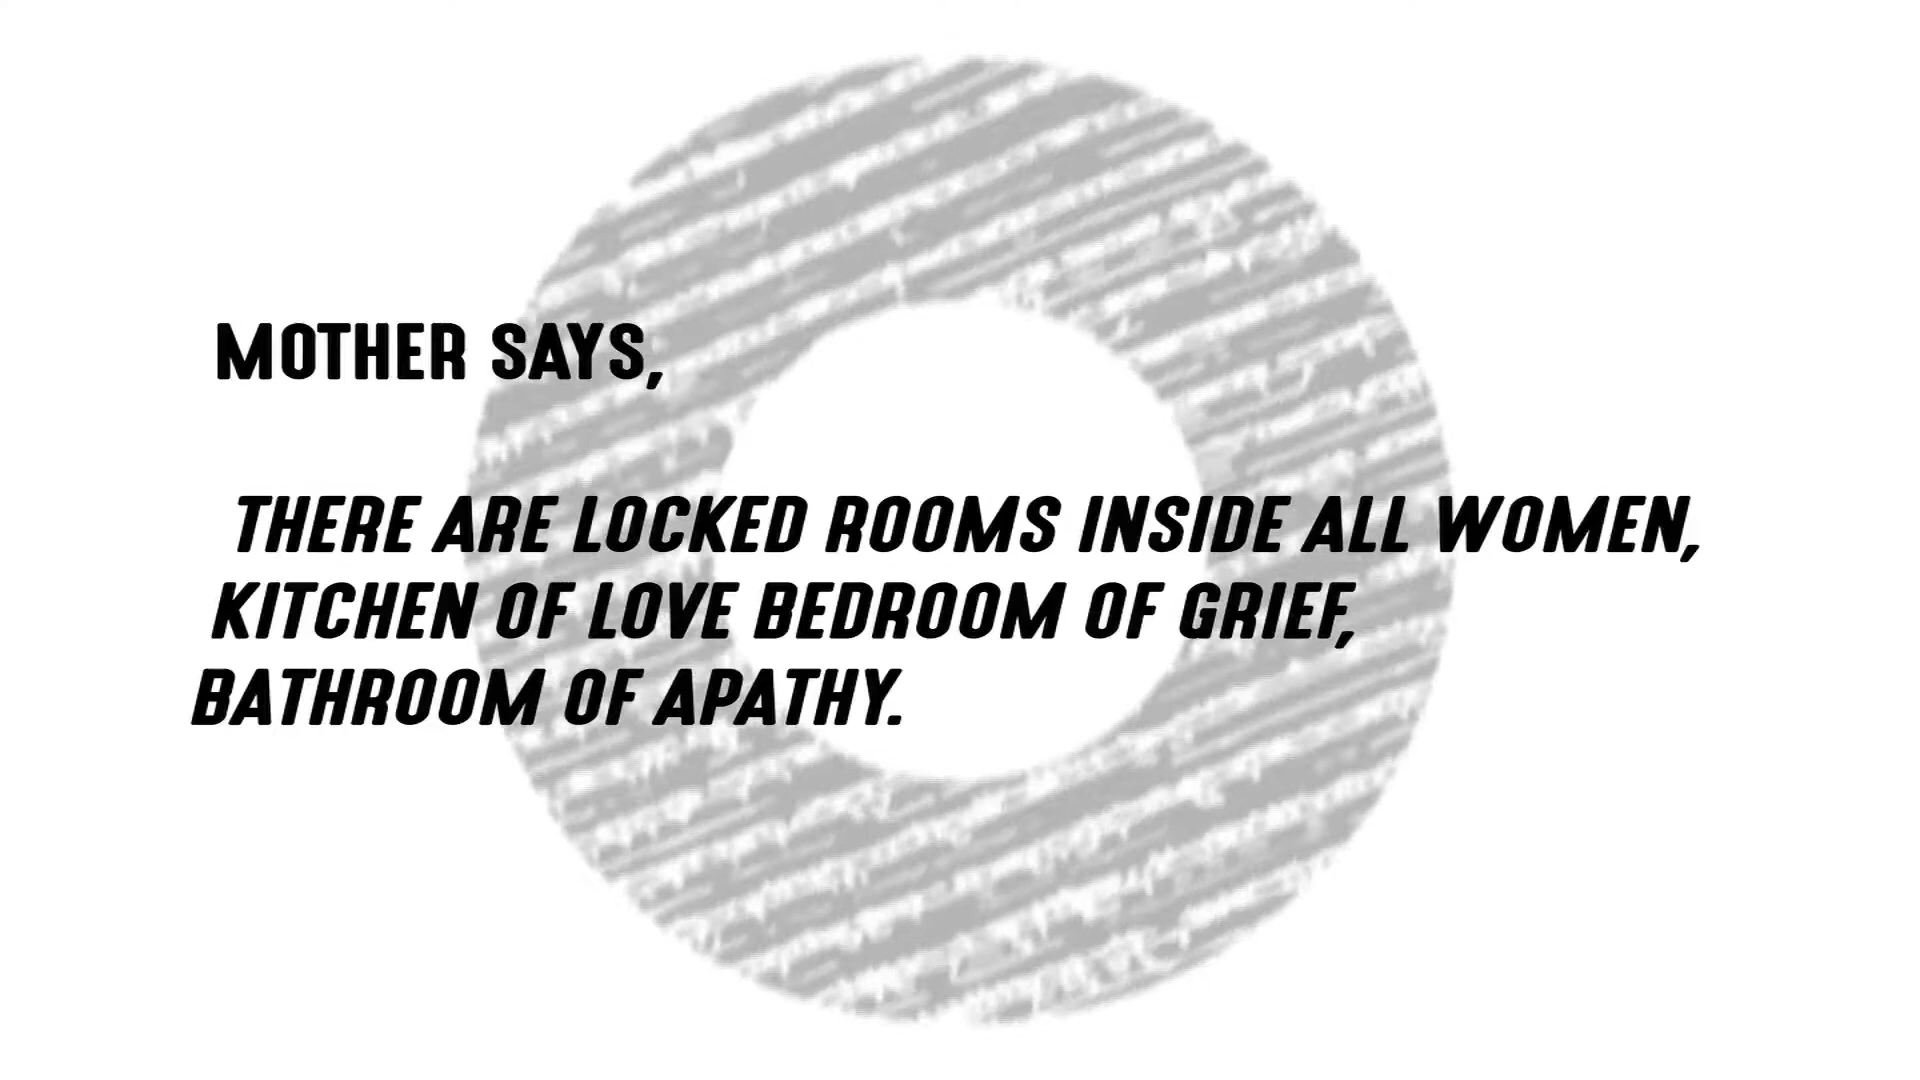 MOTHER SAYS,
THERE ARE LOCKED ROOMS INSIDE ALL WOMEN,
KITCHEN OF LOVE BEDROOM OF GRIEF,
BATHROOM OF APATHY.